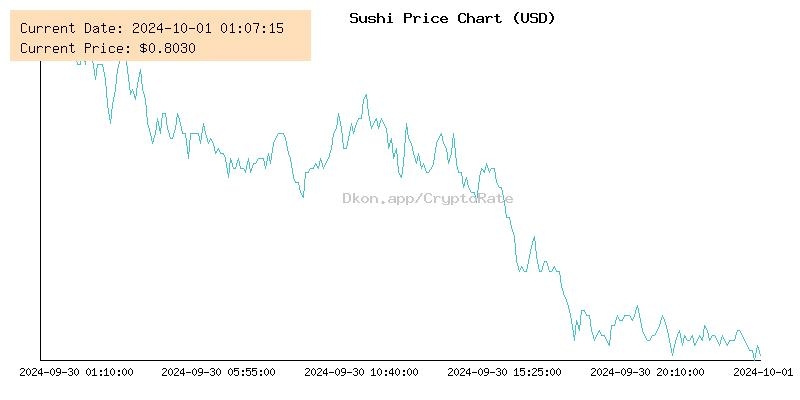 Sushi Price Chart (USD)
Current Date: 2024-10-01 01:07:15
Current Price: $0.8030
Dkon.app/CryptoRate
2024-09-30 01:10:00 2024-09-30 05:55:00 2024-09-30 10:40:00 2024-09-30 15:25:00 2024-09-30 20:10:00 2024-10-01